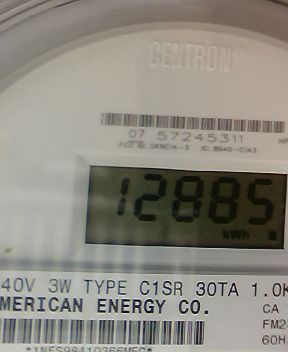 CENTRON®
07 57245311
12885
kWh
40V 3W TYPE C1SR 30TA 1.0K
MERICAN ENERGY CO.
CA
FM2
60H